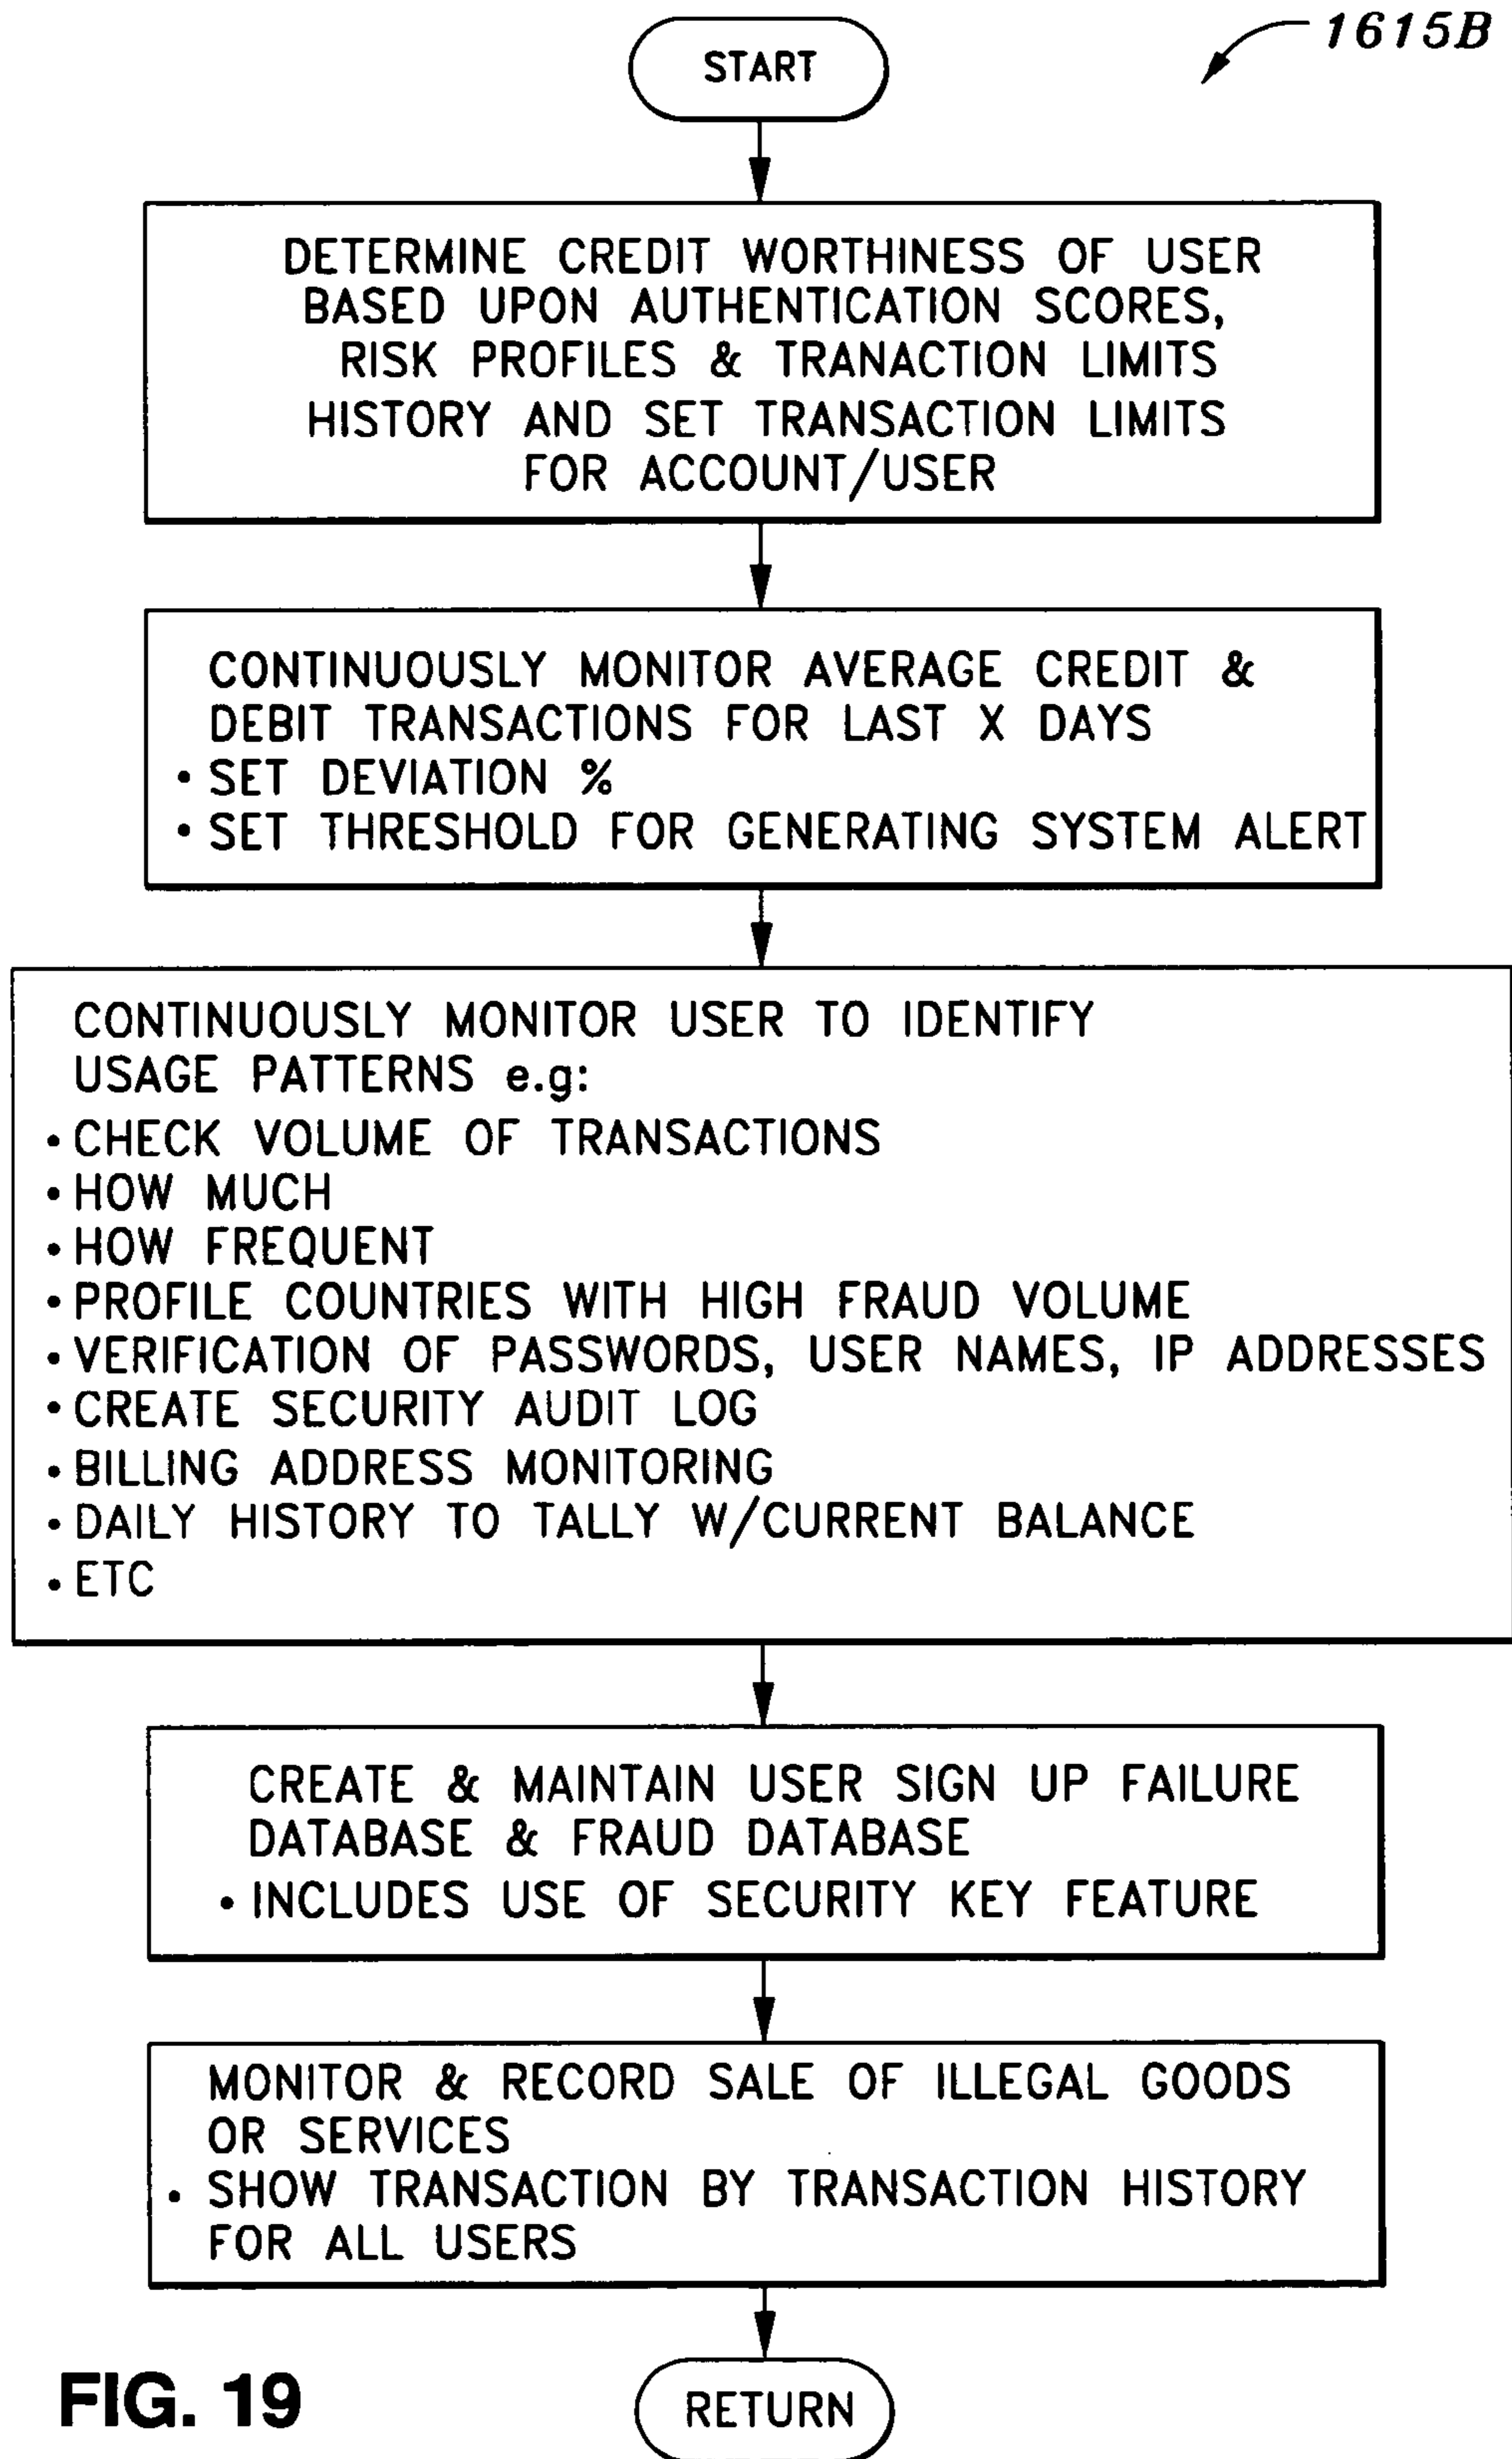 1615B
START
DETERMINE CREDIT WORTHINESS OF USER
BASED UPON AUTHENTICATION SCORES,
RISK PROFILES & TRANACTION LIMITS
HISTORY AND SET TRANSACTION LIMITS
FOR ACCOUNT/USER
CONTINUOUSLY MONITOR AVERAGE CREDIT &
DEBIT TRANSACTIONS FOR LAST X DAYS
• SET DEVIATION %
• SET THRESHOLD FOR GENERATING SYSTEM ALERT
CONTINUOUSLY MONITOR USER TO IDENTIFY
USAGE PATTERNS e.g:
• CHECK VOLUME OF TRANSACTIONS
• HOW MUCH
• HOW FREQUENT
• PROFILE COUNTRIES WITH HIGH FRAUD VOLUME
• VERIFICATION OF PASSWORDS, USER NAMES, IP ADDRESSES
• CREATE SECURITY AUDIT LOG
• BILLING ADDRESS MONITORING
• DAILY HISTORY TO TALLY W/CURRENT BALANCE
• ETC
CREATE & MAINTAIN USER SIGN UP FAILURE
DATABASE & FRAUD DATABASE
• INCLUDES USE OF SECURITY KEY FEATURE
MONITOR & RECORD SALE OF ILLEGAL GOODS
OR SERVICES
• SHOW TRANSACTION BY TRANSACTION HISTORY
FOR ALL USERS
RETURN
FIG. 19